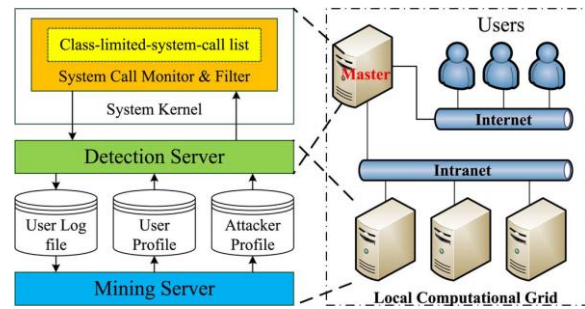 Class-limited-system-call list
System Call Monitor & Filter
System Kernel
Detection Server
User Log
file
User
Profile
Attacker
Profile
Mining Server
Users
Master
Internet
Intranet
Local Computational Grid